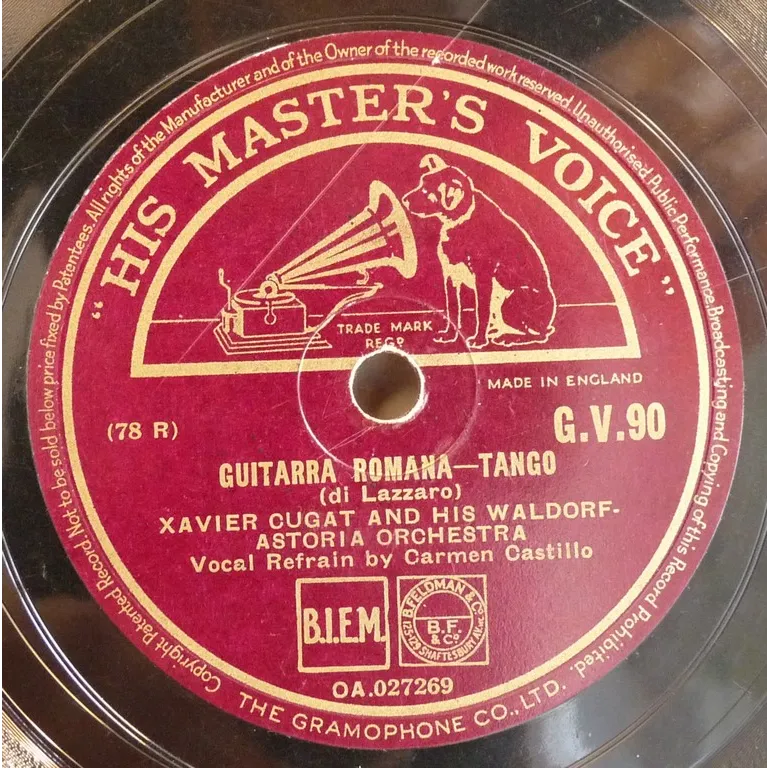 Copyright Patented Record Not to be sold below price fixed by Patentees. All rights of the Manufacturer and of the Owner of the recorded work reserved. Unauthorised Public Performance. Broadcasting and Copying of this Record Prohibited.
"HIS MASTER'S VOICE"
TRADE MARK
REGD
MADE IN ENGLAND
(78 R)
G.V.90
GUITARRA ROMANA—TANGO
(di Lazzaro)
XAVIER CUGAT AND HIS WALDORF-
ASTORIA ORCHESTRA
Vocal Refrain by Carmen Castillo
B.I.E.M.
B. FELDMAN & Co
B.F.
& Co
125-129 SHAFTESBURY AV.
OA.027269
THE GRAMOPHONE CO., LTD.